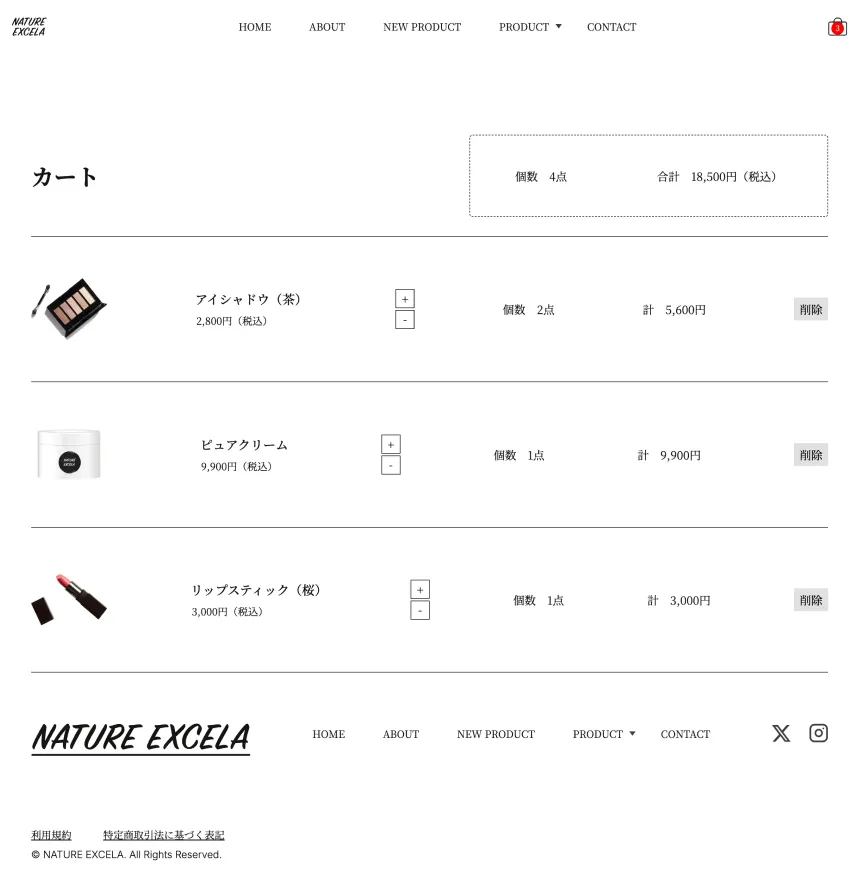 NATURE
EXCELA
HOME ABOUT NEW PRODUCT PRODUCT ▼ CONTACT
3
カート
個数 4点 合計 18,500円（税込）
アイシャドウ（茶）
2,800円（税込）
+
-
個数 2点 計 5,600円
削除
ピュアクリーム
9,900円（税込）
+
-
個数 1点 計 9,900円
削除
NATURE
EXCELA
リップスティック（桜）
3,000円（税込）
+
-
個数 1点 計 3,000円
削除
NATURE EXCELA
HOME ABOUT NEW PRODUCT PRODUCT ▼ CONTACT
利用規約 特定商取引法に基づく表記
© NATURE EXCELA. All Rights Reserved.